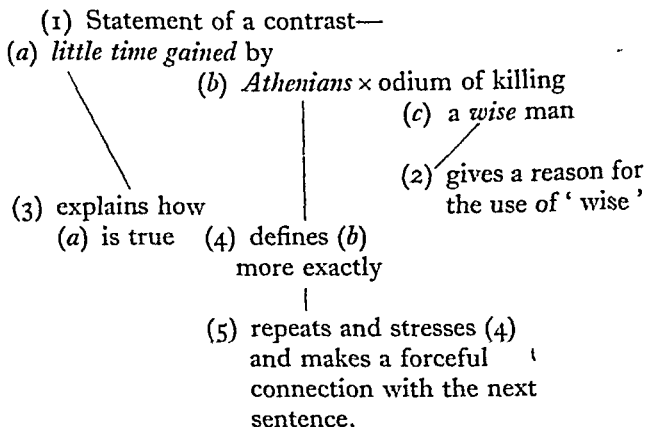 (1) Statement of a contrast—
(a) little time gained by
(b) Athenians × odium of killing
(c) a wise man
(2) gives a reason for
the use of ‘ wise ’
(3) explains how
(a) is true
(4) defines (b)
more exactly
(5) repeats and stresses (4)
and makes a forceful
connection with the next
sentence.